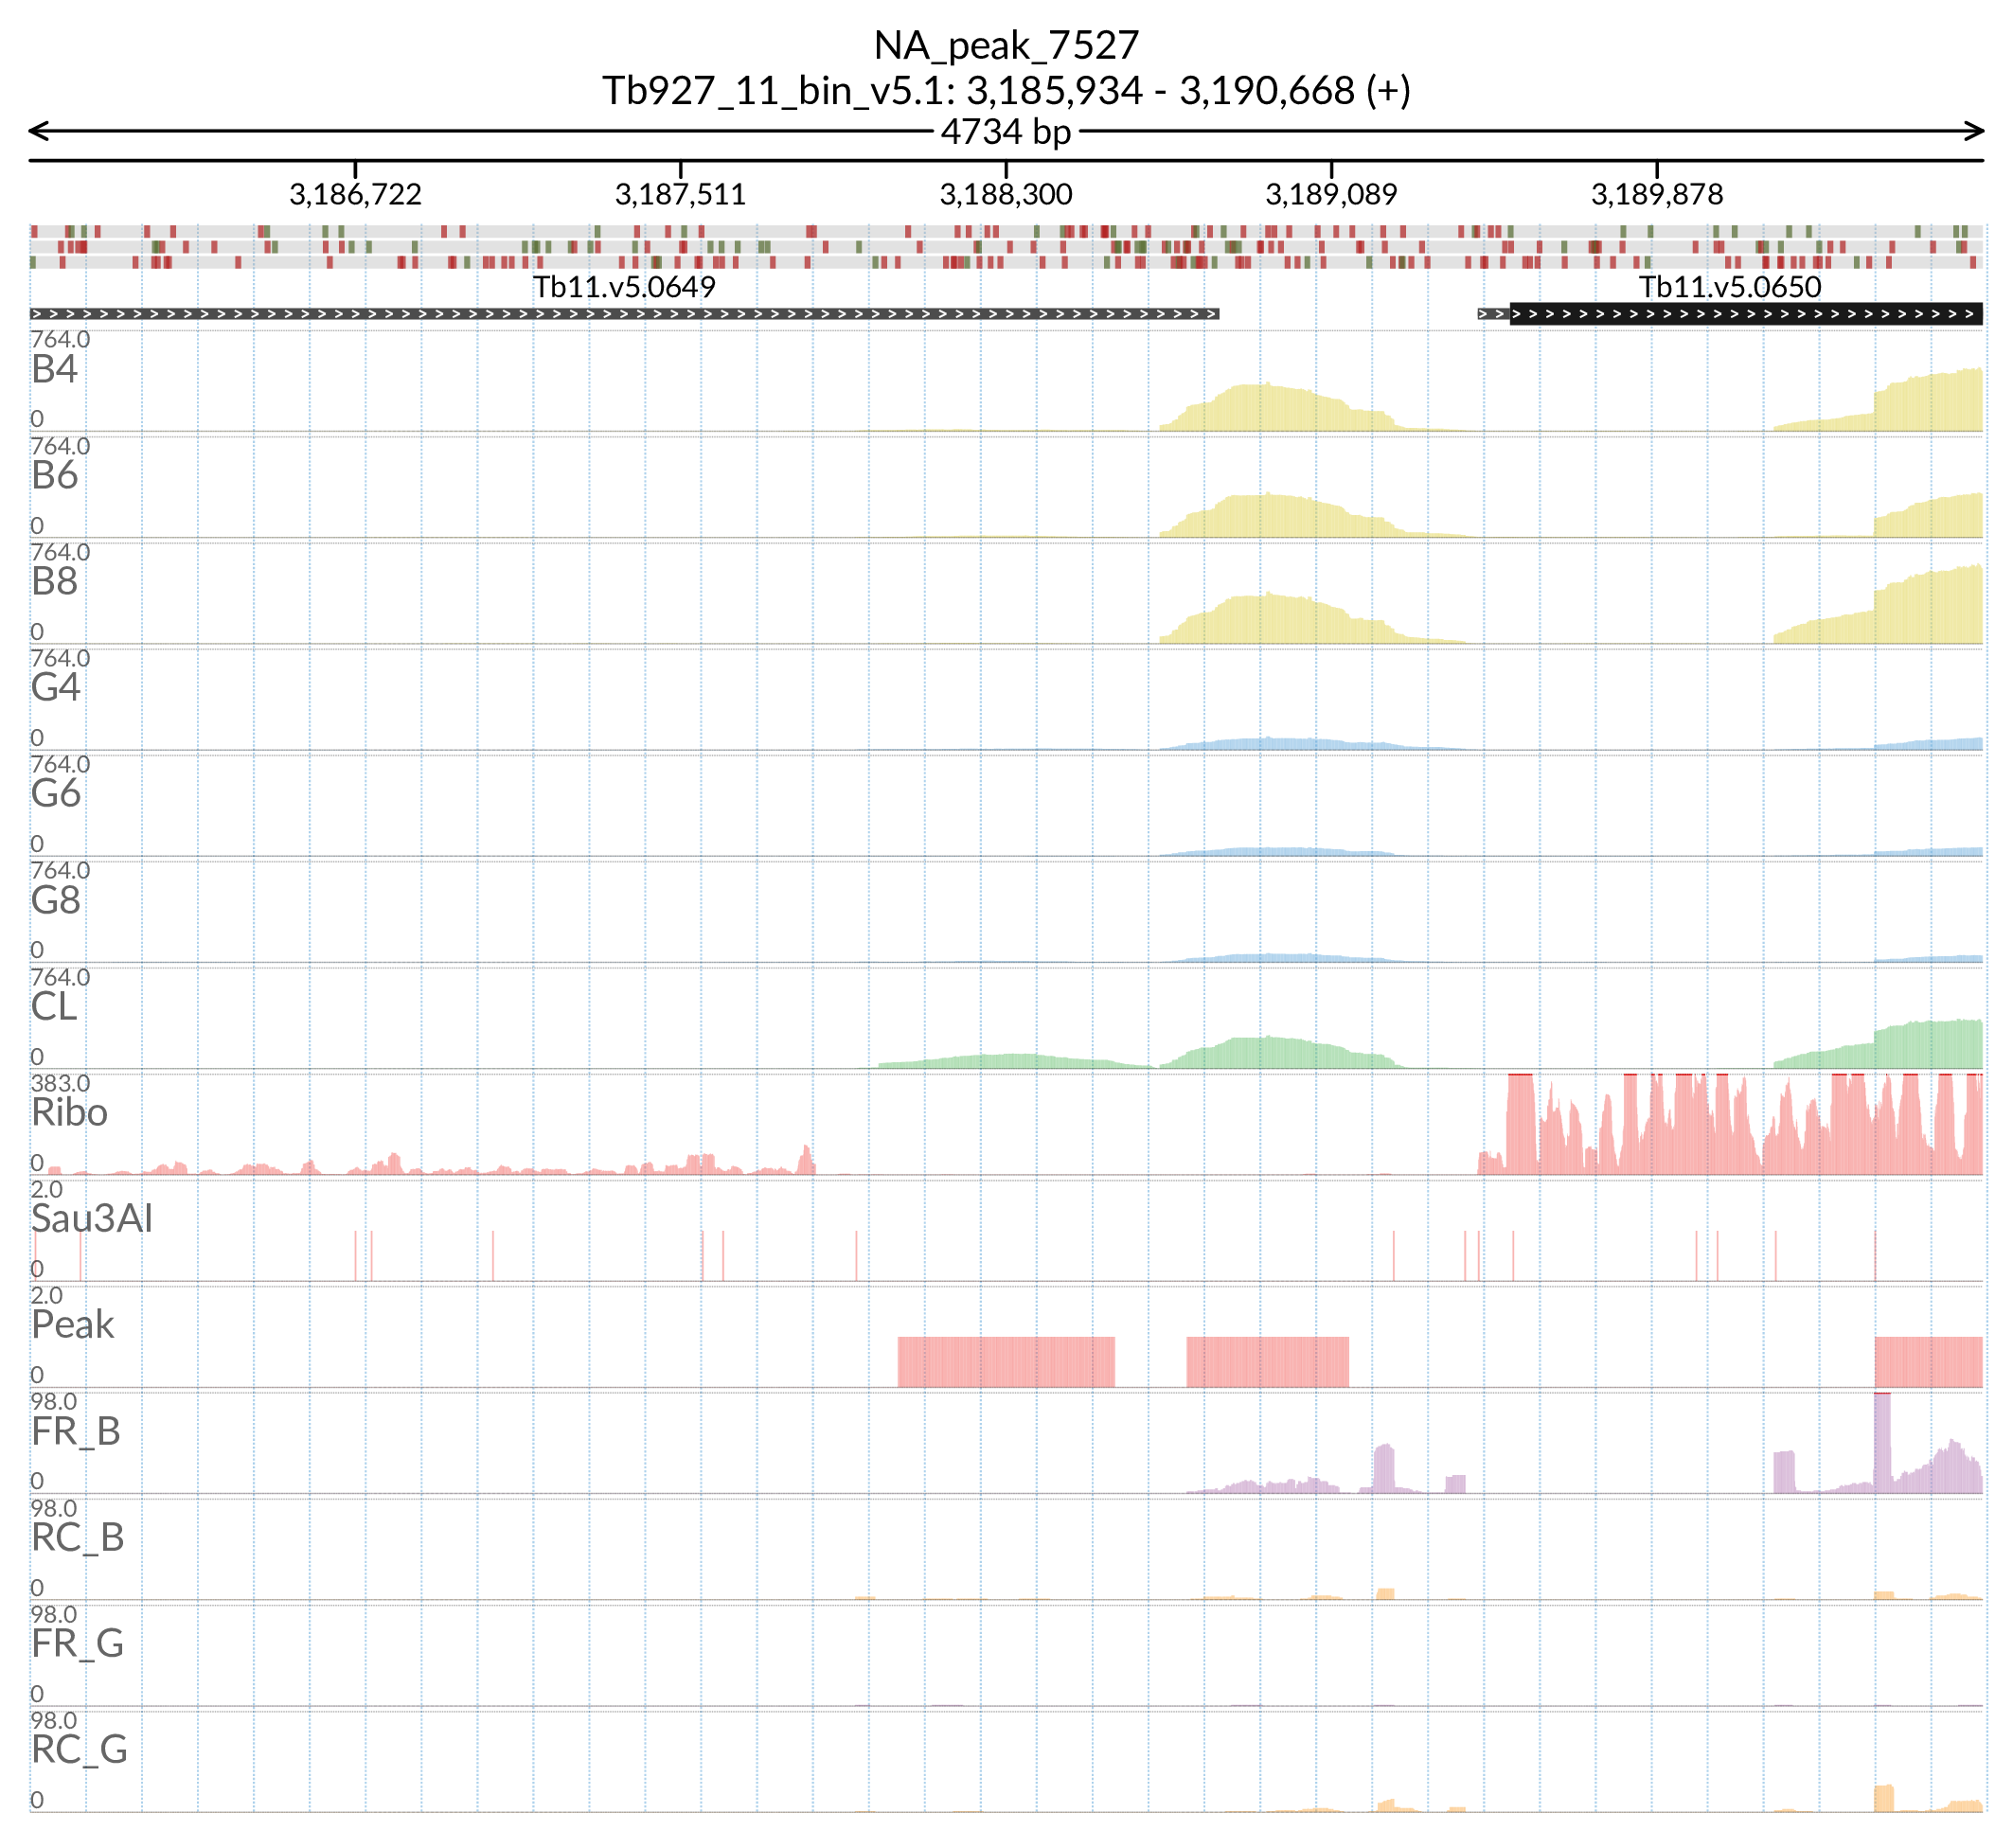 NA_peak_7527
Tb927_11_bin_v5.1: 3,185,934 - 3,190,668 (+)
4734 bp
3,186,722 3,187,511 3,188,300 3,189,089 3,189,878
Tb11.v5.0649 Tb11.v5.0650
764.0
B4
0
764.0
B6
0
764.0
B8
0
764.0
G4
0
764.0
G6
0
764.0
G8
0
764.0
CL
0
383.0
Ribo
0
2.0
Sau3AI
0
2.0
Peak
0
98.0
FR_B
0
98.0
RC_B
0
98.0
FR_G
0
98.0
RC_G
0